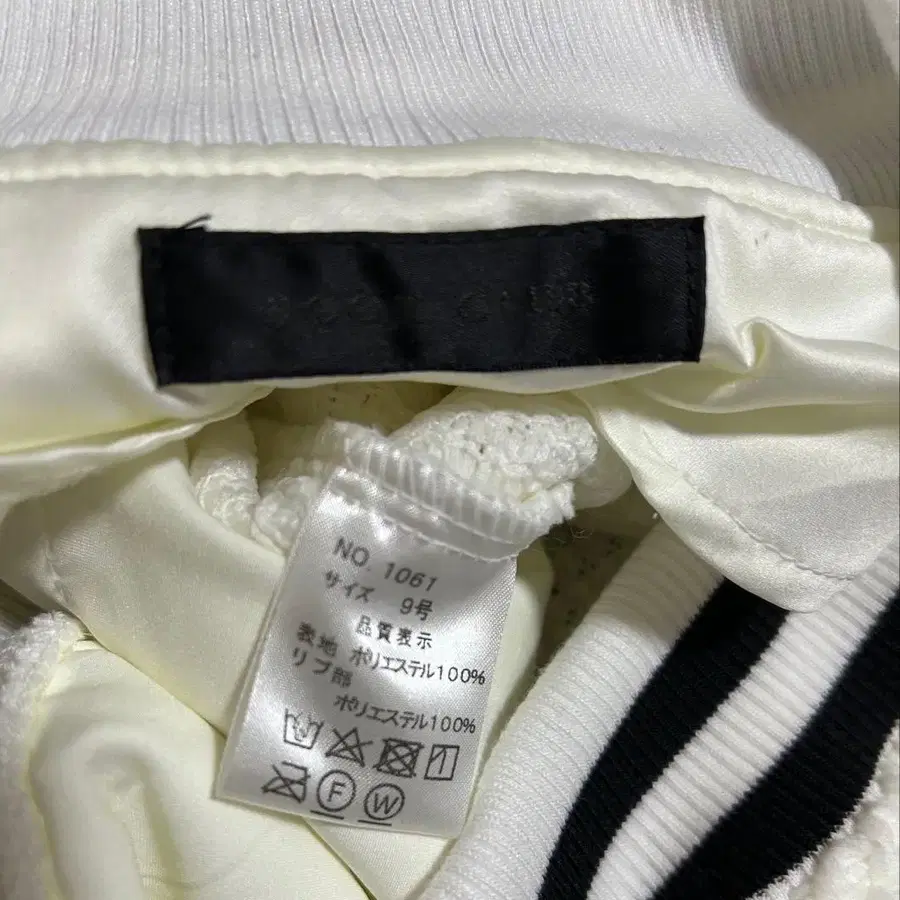 NO. 1061
サイズ 9号
品質表示
表地 ポリエステル100%
リブ部
ポリエステル100%
F W